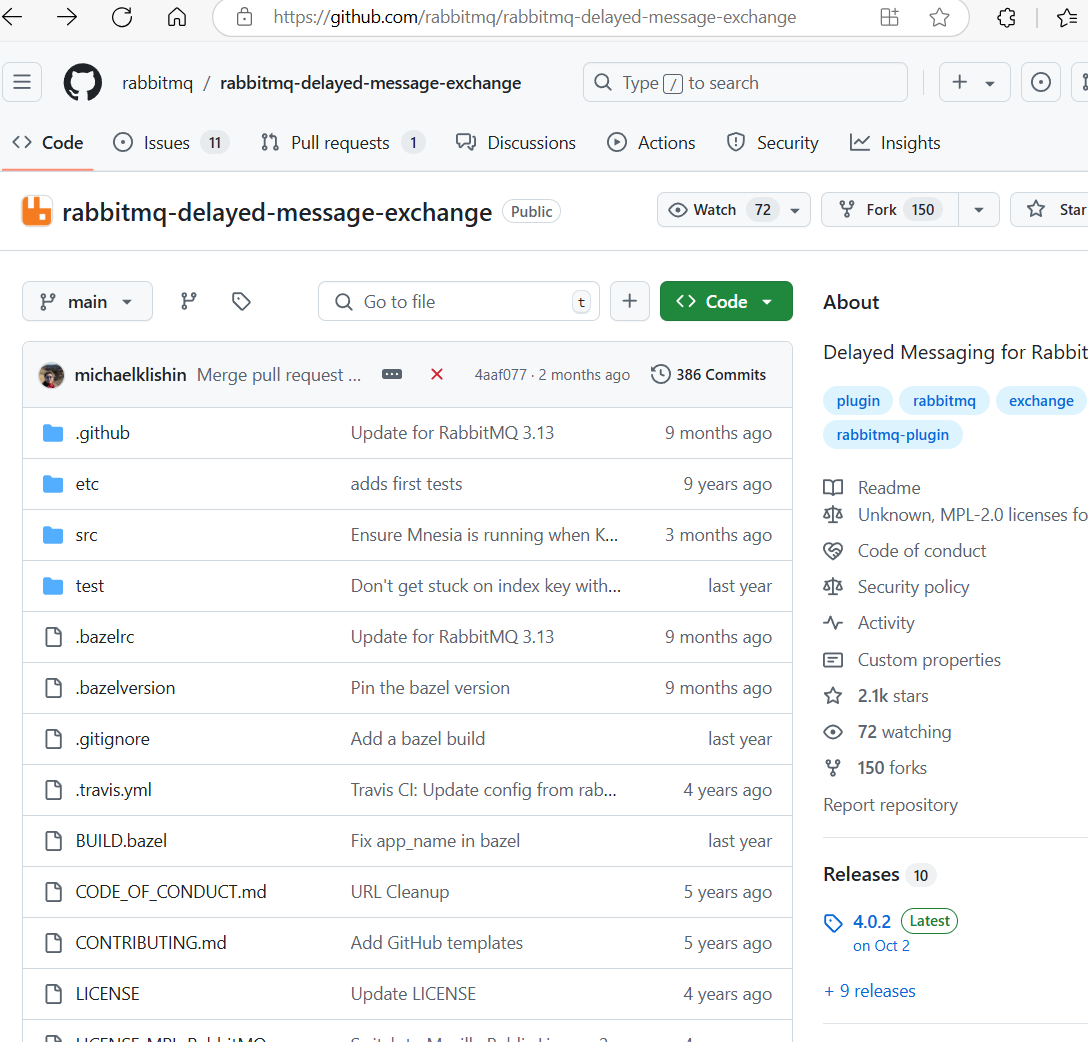 https://github.com/rabbitmq/rabbitmq-delayed-message-exchange
rabbitmq / rabbitmq-delayed-message-exchange
Type / to search
Code
Issues 11
Pull requests 1
Discussions
Actions
Security
Insights
rabbitmq-delayed-message-exchange Public
Watch 72
Fork 150
Star
main
Go to file t
Code
michaelklishin Merge pull request ... 4aaf077 · 2 months ago 386 Commits
.github Update for RabbitMQ 3.13 9 months ago
etc adds first tests 9 years ago
src Ensure Mnesia is running when K... 3 months ago
test Don't get stuck on index key with... last year
.bazelrc Update for RabbitMQ 3.13 9 months ago
.bazelversion Pin the bazel version 9 months ago
.gitignore Add a bazel build last year
.travis.yml Travis CI: Update config from rab... 4 years ago
BUILD.bazel Fix app_name in bazel last year
CODE_OF_CONDUCT.md URL Cleanup 5 years ago
CONTRIBUTING.md Add GitHub templates 5 years ago
LICENSE Update LICENSE 4 years ago
About
Delayed Messaging for Rabbit
plugin rabbitmq exchange
rabbitmq-plugin
Readme
Unknown, MPL-2.0 licenses fo
Code of conduct
Security policy
Activity
Custom properties
2.1k stars
72 watching
150 forks
Report repository
Releases 10
4.0.2 Latest
on Oct 2
+ 9 releases